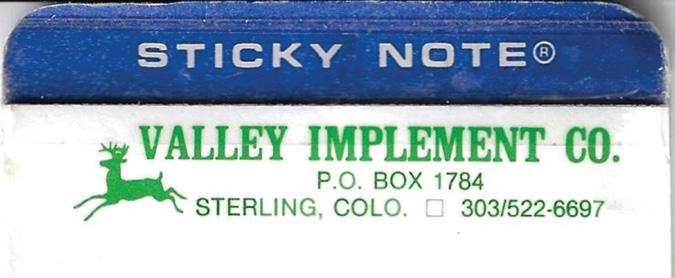 STICKY NOTE®
VALLEY IMPLEMENT CO.
P.O. BOX 1784
STERLING, COLO. □ 303/522-6697